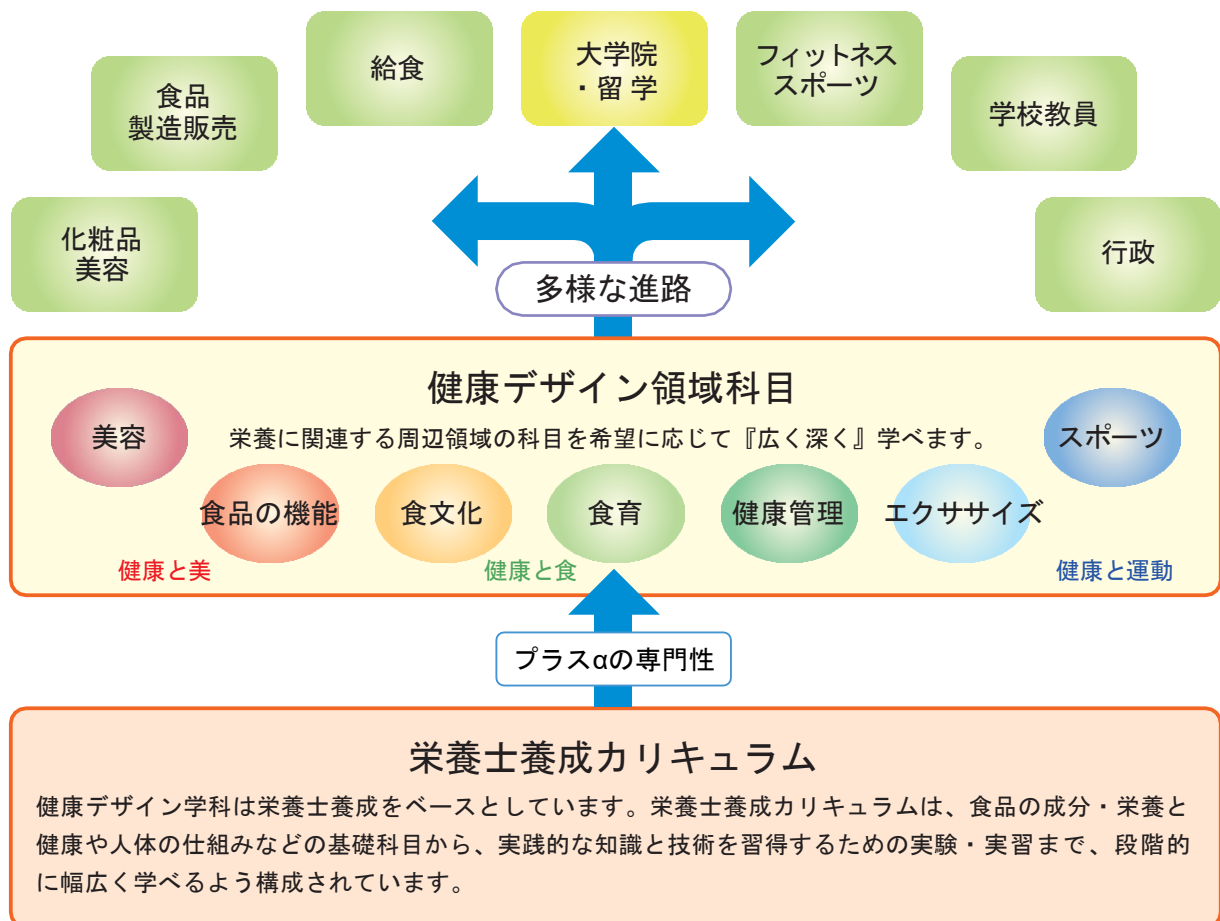 給食
大学院
・留 学
フィットネス
スポーツ
食品
製造販売
学校教員
化粧品
美容
行政
多様な進路
健康デザイン領域科目
美容
栄養に関連する周辺領域の科目を希望に応じて『広く深く』学べます。
スポーツ
食品の機能
食文化
食育
健康管理
エクササイズ
健康と美
健康と食
健康と運動
プラスαの専門性
栄養士養成カリキュラム
健康デザイン学科は栄養士養成をベースとしています。栄養士養成カリキュラムは、食品の成分・栄養と
健康や人体の仕組みなどの基礎科目から、実践的な知識と技術を習得するための実験・実習まで、段階的
に幅広く学べるよう構成されています。